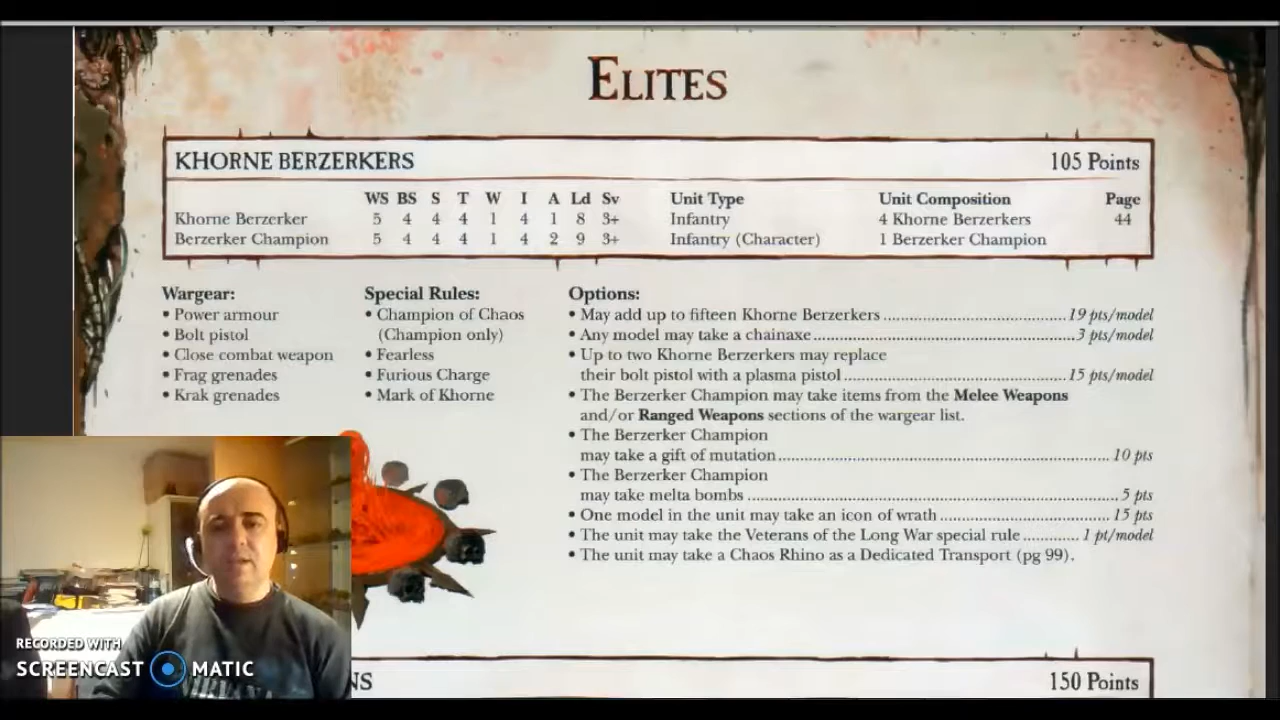 ELITES
KHORNE BERZERKERS 105 Points
WS BS S T W I A Ld Sv Unit Type Unit Composition Page
Khorne Berzerker 5 4 4 4 1 4 1 8 3+ Infantry 4 Khorne Berzerkers 44
Berzerker Champion 5 4 4 4 1 4 2 9 3+ Infantry (Character) 1 Berzerker Champion
Wargear:
• Power armour
• Bolt pistol
• Close combat weapon
• Frag grenades
• Krak grenades
Special Rules:
• Champion of Chaos
(Champion only)
• Fearless
• Furious Charge
• Mark of Khorne
Options:
• May add up to fifteen Khorne Berzerkers 19 pts/model
• Any model may take a chainaxe 3 pts/model
• Up to two Khorne Berzerkers may replace
their bolt pistol with a plasma pistol 15 pts/model
• The Berzerker Champion may take items from the Melee Weapons
and/or Ranged Weapons sections of the wargear list.
• The Berzerker Champion
may take a gift of mutation 10 pts
• The Berzerker Champion
may take melta bombs 5 pts
• One model in the unit may take an icon of wrath 15 pts
• The unit may take the Veterans of the Long War special rule 1 pt/model
• The unit may take a Chaos Rhino as a Dedicated Transport (pg 99).
NS 150 Points
RECORDED WITH
SCREENCAST MATIC